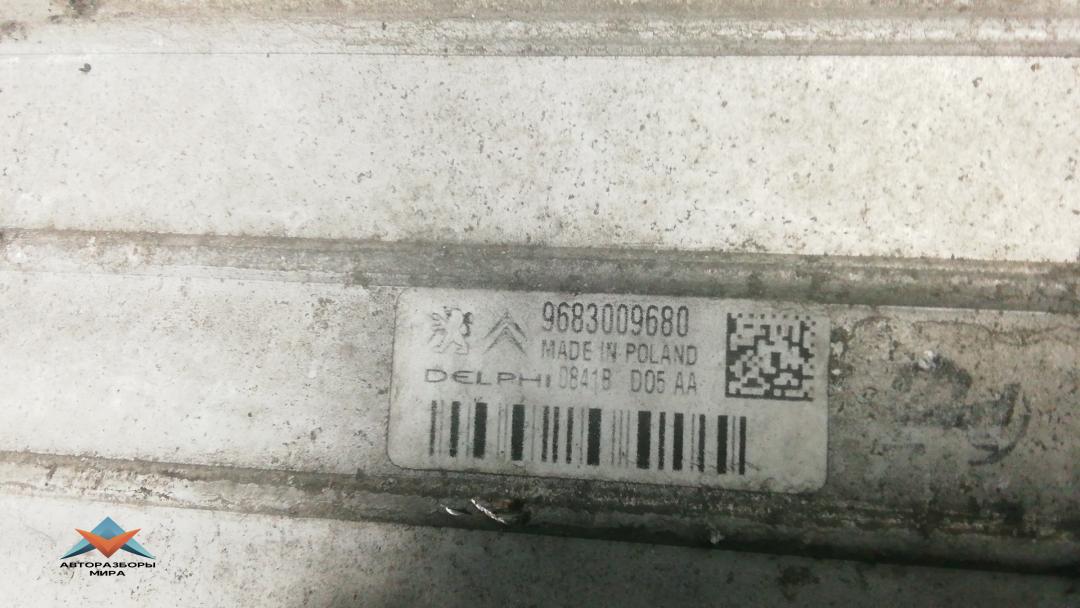 9683009680
MADE IN POLAND
DELPHI 0841B D05 AA
АВТОРАЗБОРЫ
МИРА